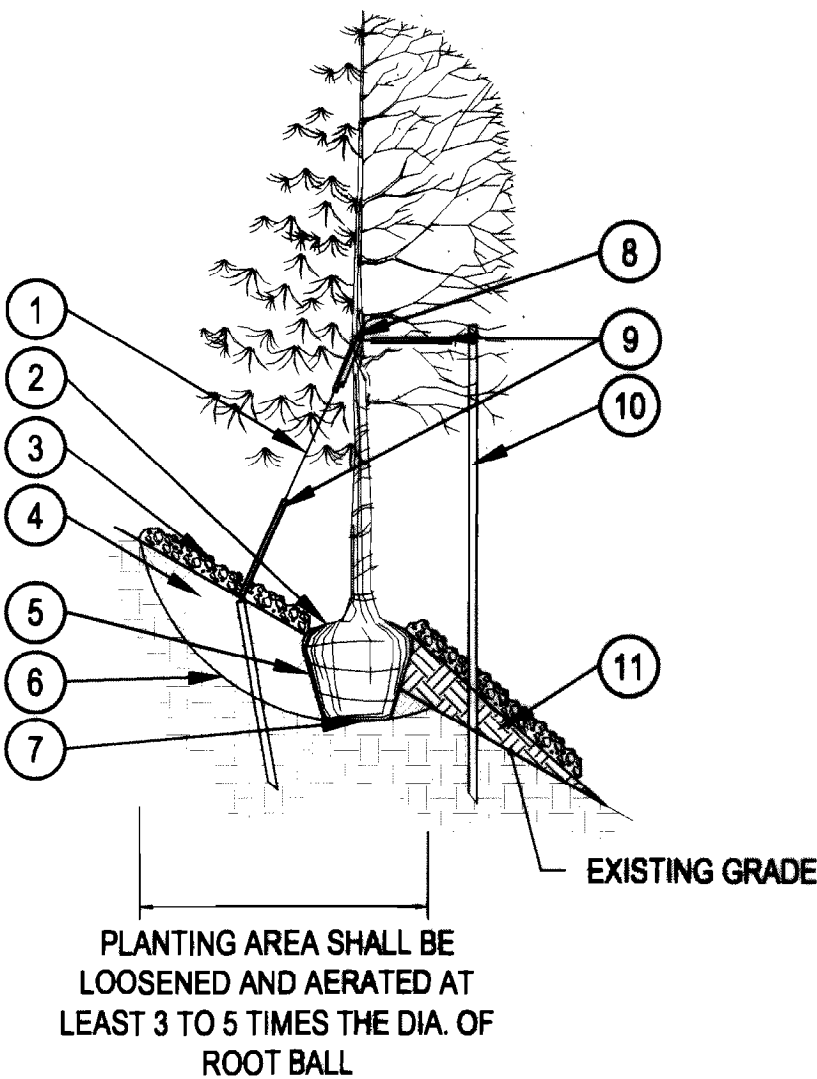 1
2
3
4
5
6
7
8
9
10
11
EXISTING GRADE
PLANTING AREA SHALL BE
LOOSENED AND AERATED AT
LEAST 3 TO 5 TIMES THE DIA. OF
ROOT BALL